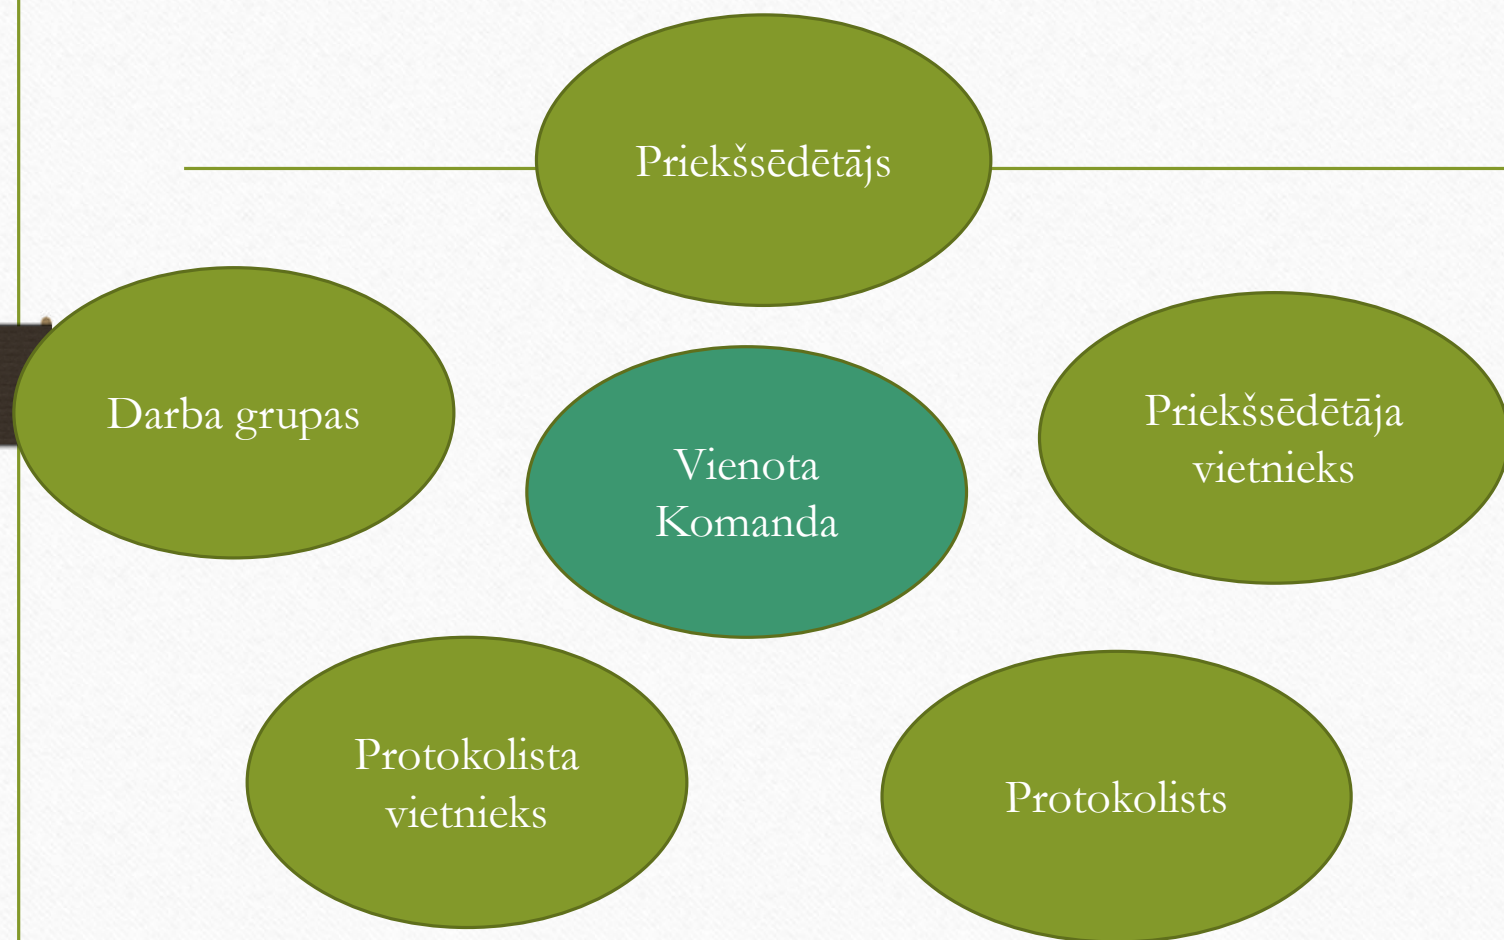 Priekšsēdētājs
Darba grupas
Priekšsēdētāja
vietnieks
Vienota
Komanda
Protokolista
vietnieks
Protokolists